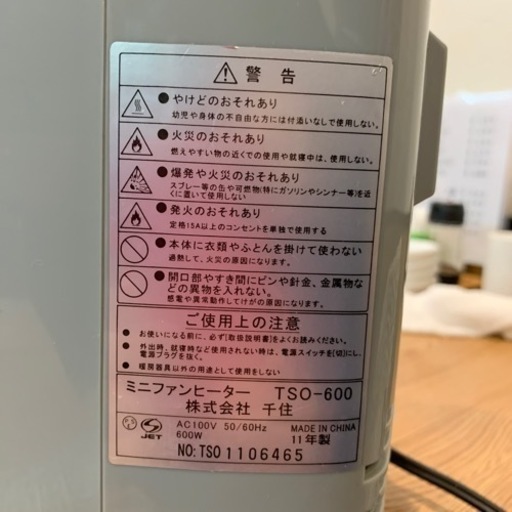 警告
●やけどのおそれあり
幼児や身体の不自由な方には付添いなしで使用しない。
●火災のおそれあり
燃えやすい物の近くでの使用や就寝中は、使用しない。
●爆発や火災のおそれあり
スプレー等の缶や可燃物(特にガソリンやシンナー等)を近
くに置いて使用しない
●発火のおそれあり
定格15A以上のコンセントを単独で使用する
●本体に衣類やふとんを掛けて使わない
過熱して、火災の原因になります。
●開口部やすき間にピンや針金、金属物な
どの異物を入れない。
感電や異常動作してけがの原因になります。
ご使用上の注意
●お使いになる前に、必ず[取扱説明書]をよくお読みください。
●外出時、就寝時など使用されない時は、電源スイッチを[切]にし、
電源プラグを抜く。
●暖房器具以外の用途として使用をしない
ミニファンヒーター TSO-600
株式会社 千住
JET
AC100V 50/60Hz MADE IN CHINA
600W 11年製
NO:TSO 1106465